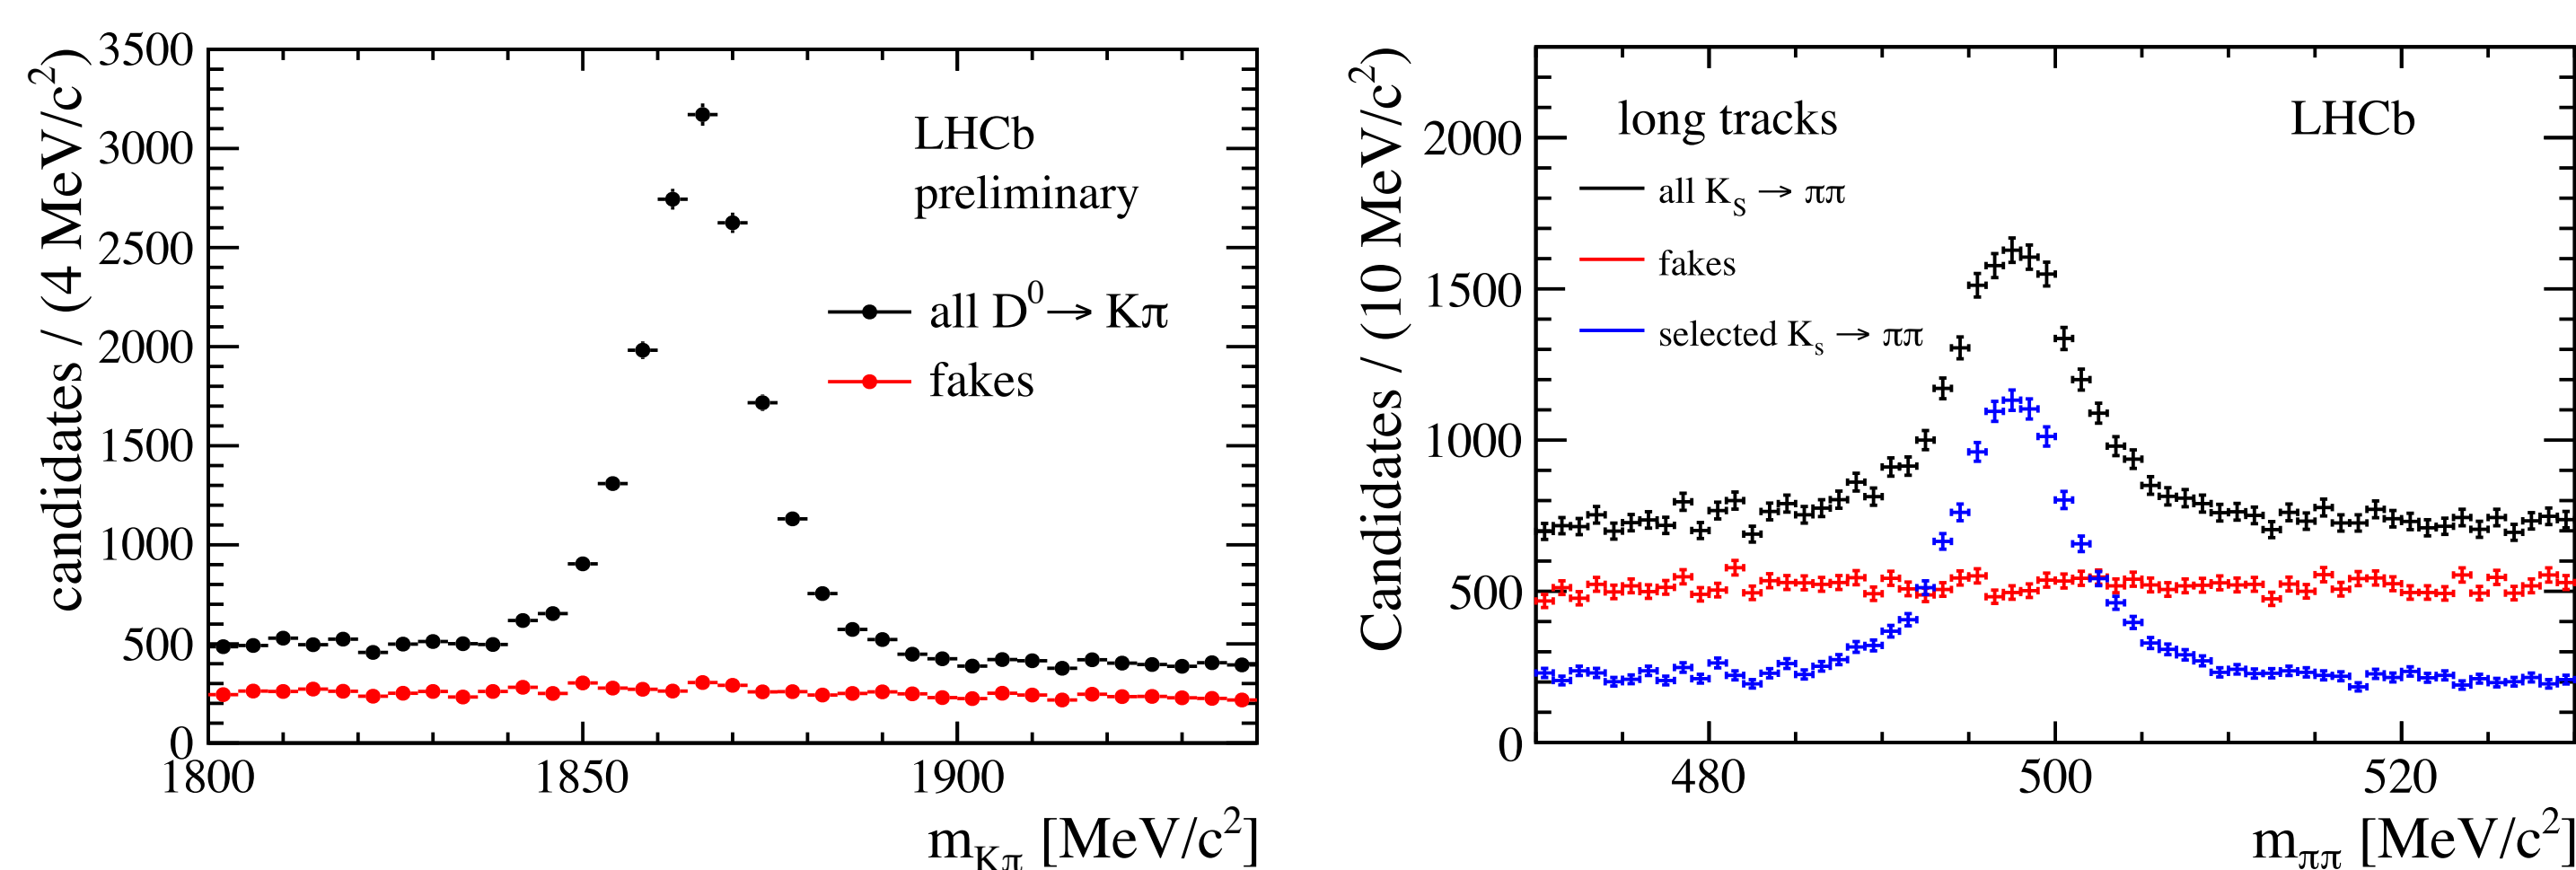 candidates / (4 MeV/c²)
3500
3000
2500
2000
1500
1000
500
0
1800
1850
1900
m_Kπ [MeV/c²]
LHCb
preliminary
all D⁰ → Kπ
fakes
Candidates / (10 MeV/c²)
2000
1500
1000
500
0
480
500
520
m_ππ [MeV/c²]
long tracks
LHCb
all K_S → ππ
fakes
selected K_s → ππ